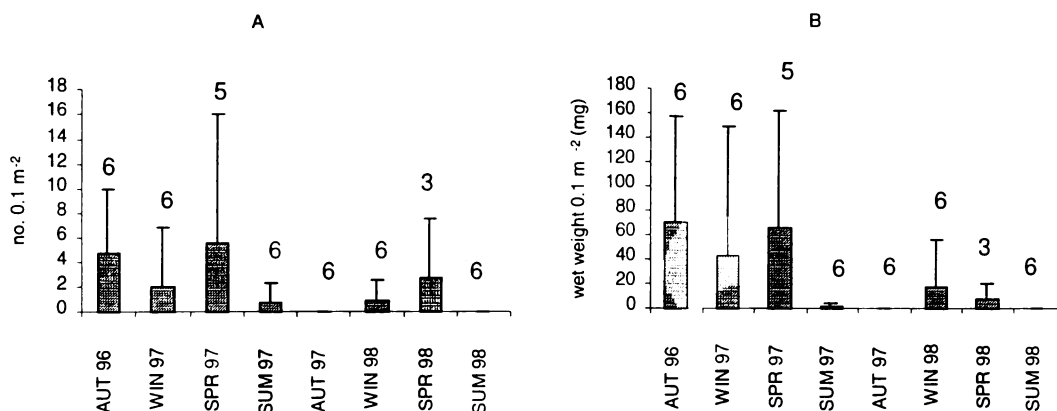 A
no. 0.1 m-2
18
16
14
12
10
8
6
4
2
0
6
6
5
6
6
6
3
6
AUT 96
WIN 97
SPR 97
SUM 97
AUT 97
WIN 98
SPR 98
SUM 98
B
wet weight 0.1 m -2 (mg)
180
160
140
120
100
80
60
40
20
0
6
6
5
6
6
6
3
6
AUT 96
WIN 97
SPR 97
SUM 97
AUT 97
WIN 98
SPR 98
SUM 98